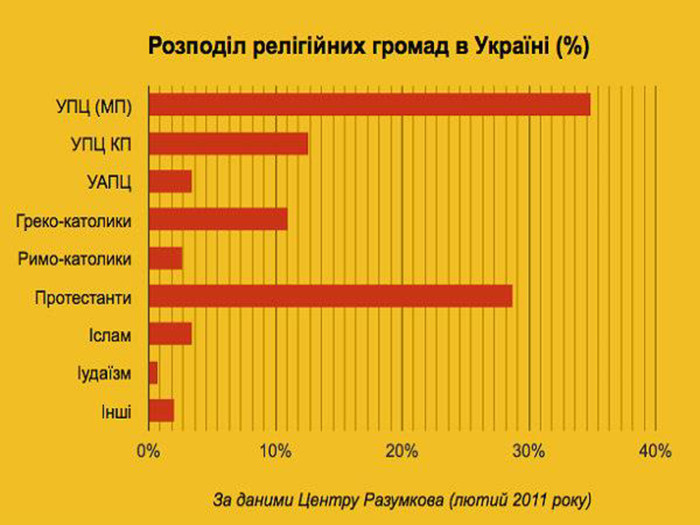 Розподіл релігійних громад в Україні (%)
УПЦ (МП)
УПЦ КП
УАПЦ
Греко-католики
Римо-католики
Протестанти
Іслам
Іудаїзм
Інші
0% 10% 20% 30% 40%
За даними Центру Разумкова (лютий 2011 року)